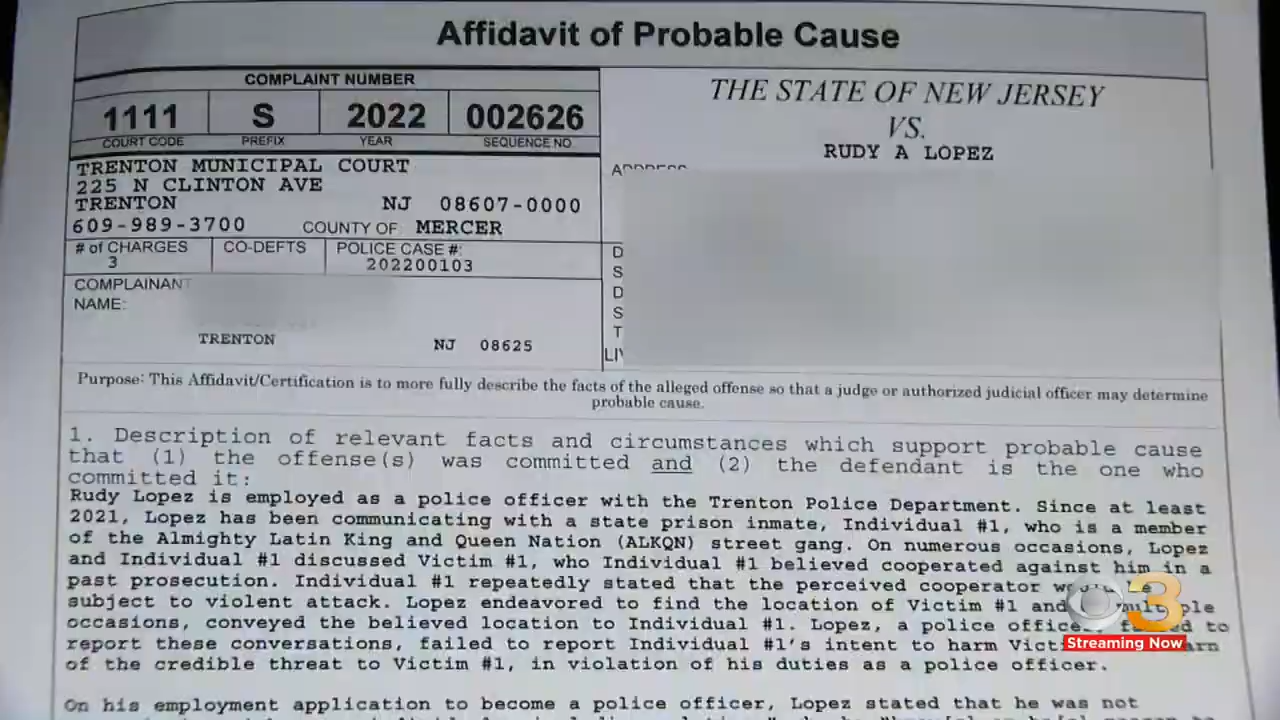 Affidavit of Probable Cause
COMPLAINT NUMBER
1111 S 2022 002626
COURT CODE PREFIX YEAR SEQUENCE NO
THE STATE OF NEW JERSEY
VS.
RUDY A LOPEZ
TRENTON MUNICIPAL COURT
225 N CLINTON AVE
TRENTON NJ 08607-0000
609-989-3700 COUNTY OF: MERCER
# of CHARGES CO-DEFTS POLICE CASE #:
3 202200103
COMPLAINANT
NAME:
TRENTON NJ 08625
D
S
D
S
T
LIV
Purpose: This Affidavit/Certification is to more fully describe the facts of the alleged offense so that a judge or authorized judicial officer may determine
probable cause.
1. Description of relevant facts and circumstances which support probable cause
that (1) the offense(s) was committed and (2) the defendant is the one who
committed it:
Rudy Lopez is employed as a police officer with the Trenton Police Department. Since at least
2021, Lopez has been communicating with a state prison inmate, Individual #1, who is a member
of the Almighty Latin King and Queen Nation (ALKQN) street gang. On numerous occasions, Lopez
and Individual #1 discussed Victim #1, who Individual #1 believed cooperated against him in a
past prosecution. Individual #1 repeatedly stated that the perceived cooperator
subject to violent attack. Lopez endeavored to find the location of Victim #1 and multiple
occasions, conveyed the believed location to Individual #1. Lopez, a police officer, failed to
report these conversations, failed to report Individual #1's intent to harm
of the credible threat to Victim #1, in violation of his duties as a police officer.
On his employment application to become a police officer, Lopez stated that he was not
3
Streaming Now